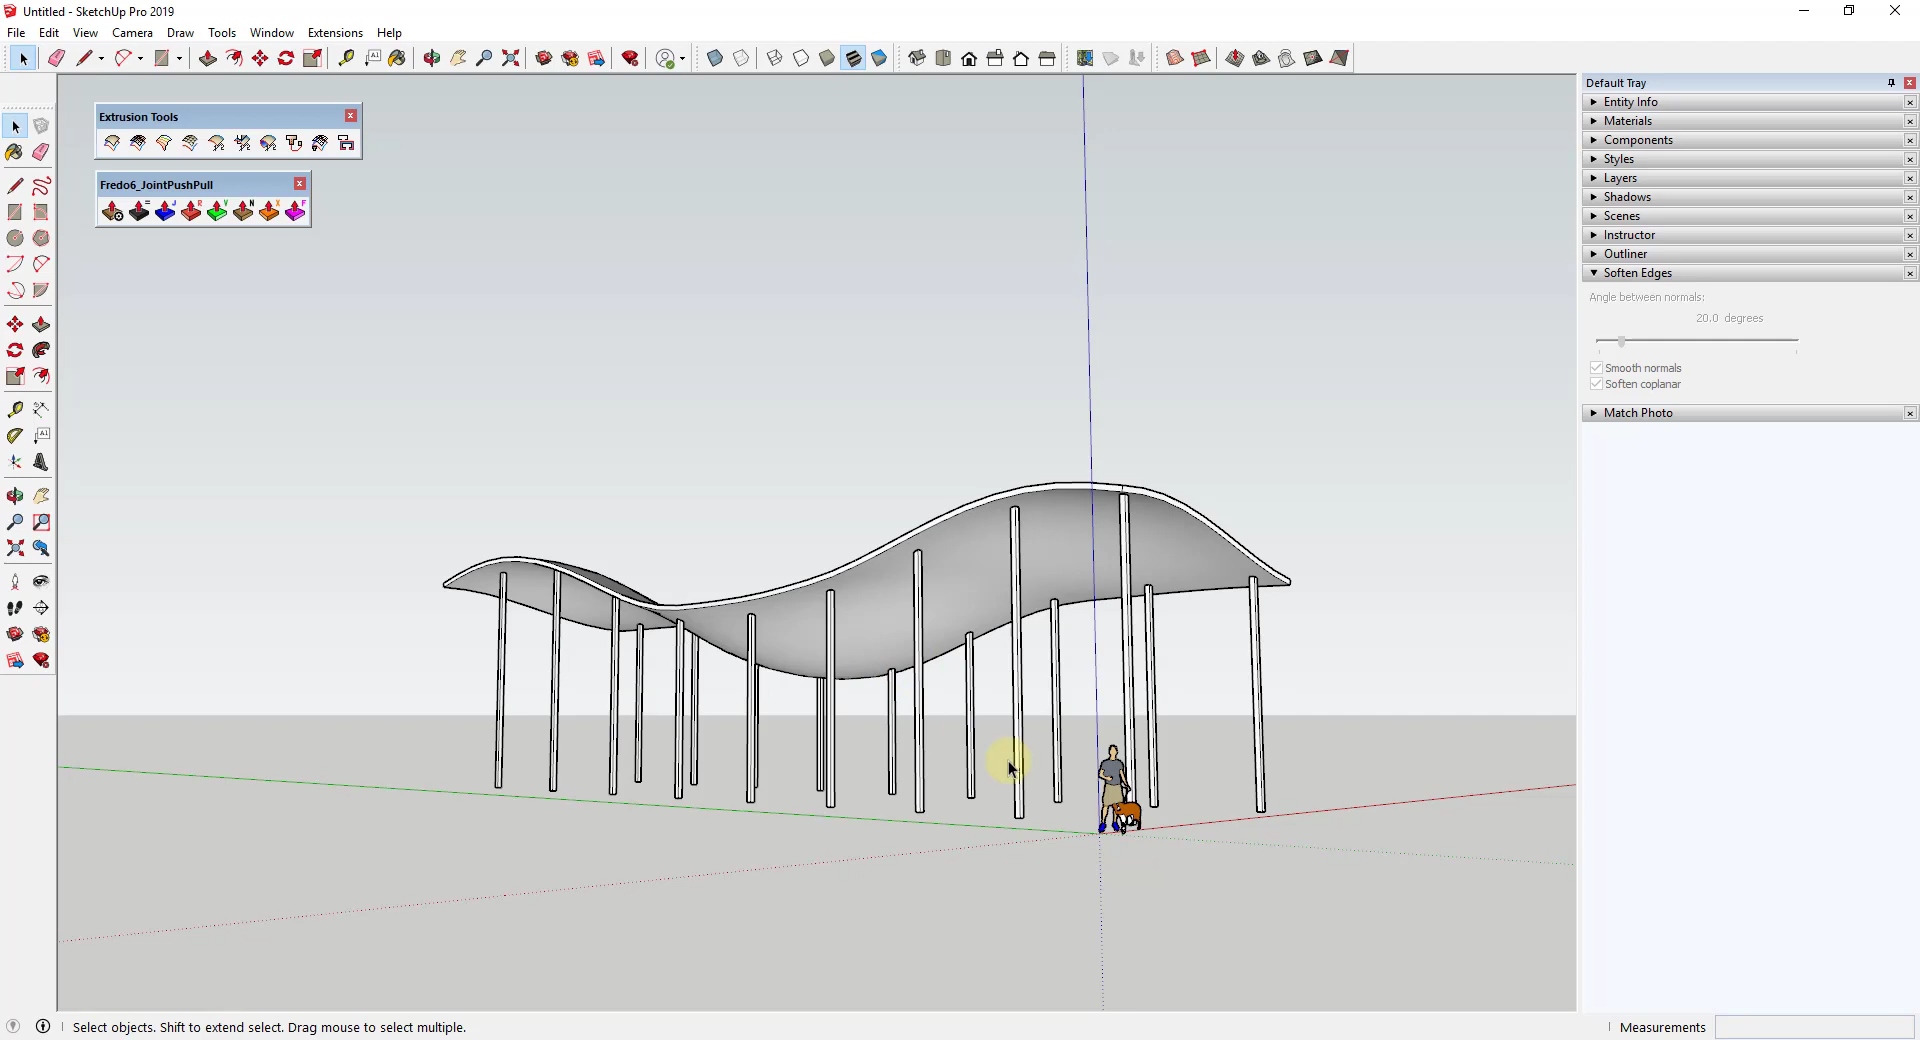 Untitled - SketchUp Pro 2019
File Edit View Camera Draw Tools Window Extensions Help
Default Tray
Extrusion Tools
Fredo6_JointPushPull
Entity Info
Materials
Components
Styles
Layers
Shadows
Scenes
Instructor
Outliner
Soften Edges
Angle between normals:
20.0 degrees
Smooth normals
Soften coplanar
Match Photo
Select objects. Shift to extend select. Drag mouse to select multiple.
Measurements